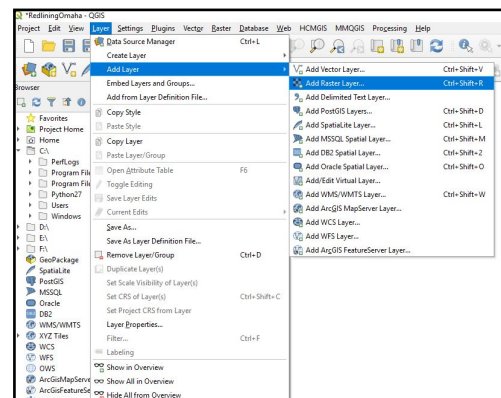 *RedliningOmaha - QGIS
Project Edit View Layer Settings Plugins Vector Raster Database Web HCMGIS MMQGIS Processing Help
Data Source Manager Ctrl+L
Create Layer
Add Layer
Embed Layers and Groups...
Add from Layer Definition File...
Copy Style
Paste Style
Copy Layer
Paste Layer/Group
Open Attribute Table F6
Toggle Editing
Save Layer Edits
Current Edits
Save As...
Save As Layer Definition File...
Remove Layer/Group Ctrl+D
Duplicate Layer(s)
Set Scale Visibility of Layer(s)
Set CRS of Layer(s) Ctrl+Shift+C
Set Project CRS from Layer
Layer Properties...
Filter... Ctrl+F
Labeling
Show in Overview
Show All in Overview
Hide All from Overview
Add Vector Layer... Ctrl+Shift+V
Add Raster Layer... Ctrl+Shift+R
Add Delimited Text Layer...
Add PostGIS Layers... Ctrl+Shift+D
Add SpatiaLite Layer... Ctrl+Shift+L
Add MSSQL Spatial Layer... Ctrl+Shift+M
Add DB2 Spatial Layer... Ctrl+Shift+2
Add Oracle Spatial Layer... Ctrl+Shift+O
Add/Edit Virtual Layer...
Add WMS/WMTS Layer... Ctrl+Shift+W
Add ArcGIS MapServer Layer...
Add WCS Layer...
Add WFS Layer...
Add ArcGIS FeatureServer Layer...
Browser
Favorites
Project Home
Home
C:\
PerfLogs
Program File
Program File
Python27
Users
Windows
D:\
E:\
F:\
GeoPackage
SpatiaLite
PostGIS
MSSQL
Oracle
DB2
WMS/WMTS
XYZ Tiles
WCS
WFS
OWS
ArcGisMapServe
ArcGisFeatureSe